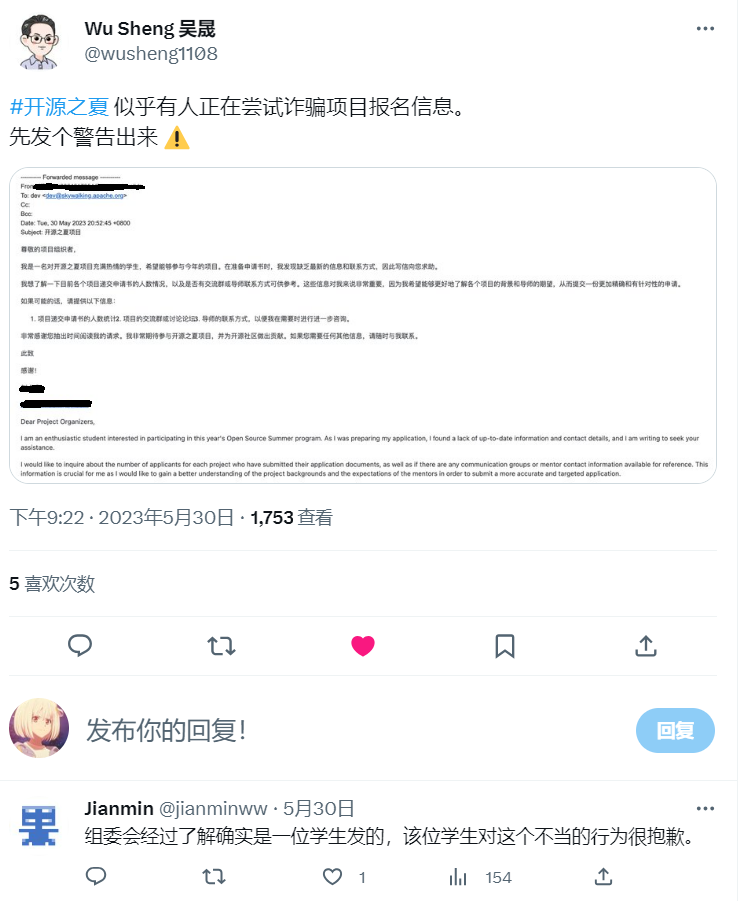 Wu Sheng 吴晟
@wusheng1108
#开源之夏 似乎有人正在尝试诈骗项目报名信息。
先发个警告出来 ⚠️
---------- Forwarded message ----------
From
To: dev <dev@skywalking.apache.org>
Cc:
Bcc:
Date: Tue, 30 May 2023 20:52:45 +0800
Subject: 开源之夏项目
尊敬的项目组织者,
我是一名对开源之夏项目充满热情的学生，希望能够参与今年的项目。在准备申请书时，我发现缺乏最新的信息和联系方式，因此写信向您求助。
我想了解一下目前各个项目递交申请书的人数情况，以及是否有交流群或导师联系方式可供参考。这些信息对我来说非常重要，因为我希望能够更好地了解各个项目的背景和导师的期望，从而提交一份更加精确和有针对性的申请。
如果可能的话，请提供以下信息：
1. 项目递交申请书的人数统计2. 项目的交流群或讨论论坛3. 导师的联系方式，以便我在需要时进行进一步咨询。
非常感谢您抽出时间阅读我的请求。我非常期待参与开源之夏项目，并为开源社区做出贡献。如果您需要任何其他信息，请随时与我联系。
此致
感谢！
Dear Project Organizers,
I am an enthusiastic student interested in participating in this year's Open Source Summer program. As I was preparing my application, I found a lack of up-to-date information and contact details, and I am writing to seek your
assistance.
I would like to inquire about the number of applicants for each project who have submitted their application documents, as well as if there are any communication groups or mentor contact information available for reference. This
information is crucial for me as I would like to gain a better understanding of the project backgrounds and the expectations of the mentors in order to submit a more accurate and targeted application.
下午9:22 · 2023年5月30日 · 1,753 查看
5 喜欢次数
发布你的回复！
回复
Jianmin @jianminww · 5月30日
组委会经过了解确实是一位学生发的，该位学生对这个不当的行为很抱歉。
1 154